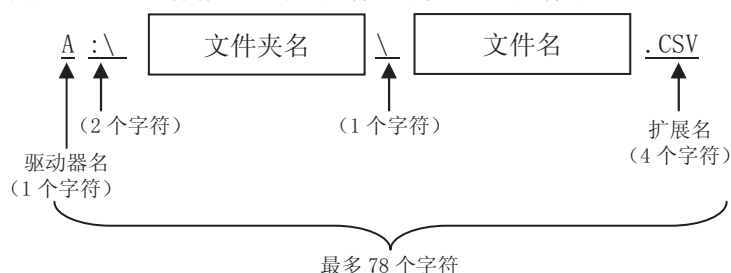 A :\ 文件夹名 \ 文件名 .CSV
(2 个字符) (1 个字符) 扩展名
(4 个字符)
驱动器名
(1 个字符)
最多 78 个字符